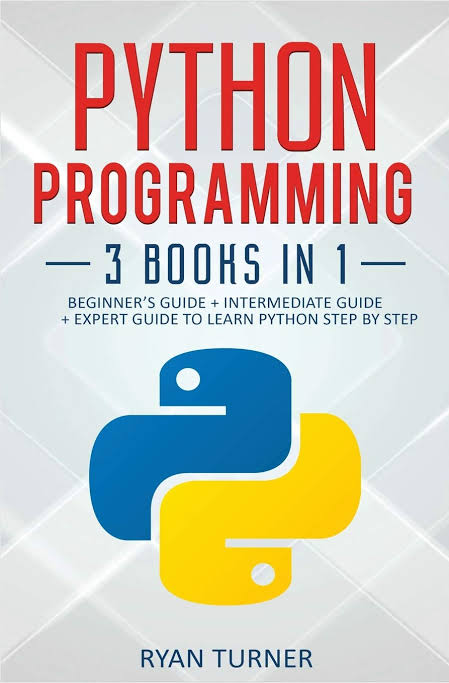 PYTHON
PROGRAMMING
3 BOOKS IN 1
BEGINNER'S GUIDE + INTERMEDIATE GUIDE
+ EXPERT GUIDE TO LEARN PYTHON STEP BY STEP
RYAN TURNER